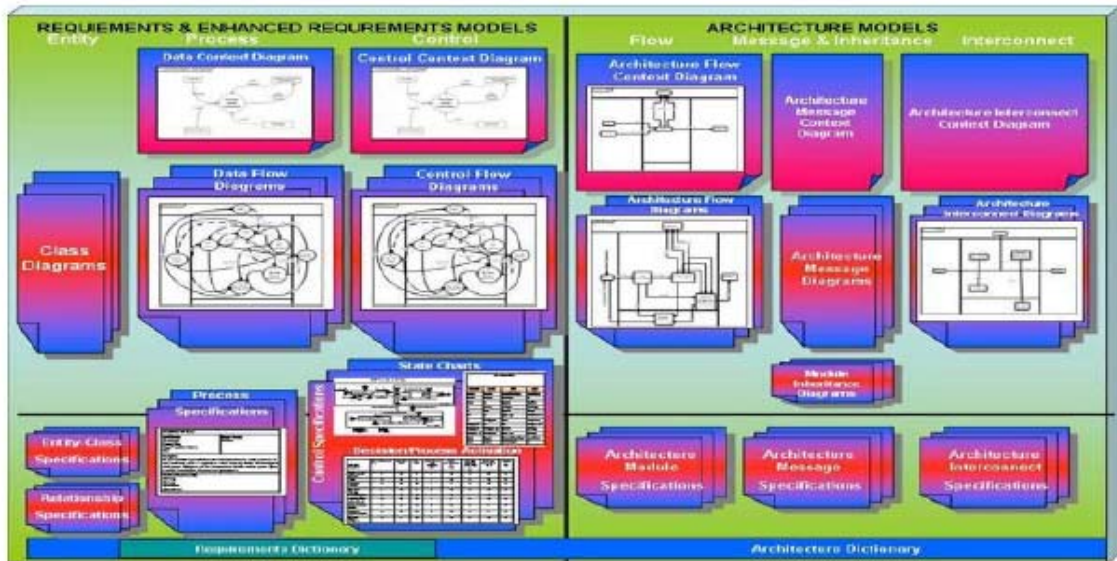 REQUIEMENTS & ENHANCED REQUREMENTS MODELS
Entity
Process
Control
Data Context Diagram
Control Context Diagram
Data Flow
Diagrams
Control Flow
Diagrams
Class
Diagrams
State Charts
Control Specifications
Decision/Process Activation
Process
Specifications
Entity-Class
Specifications
Relationship
Specifications
Requirements Dictionary
ARCHITECTURE MODELS
Flow
Message & Inheritance
Interconnect
Architecture Flow
Context Diagram
Architecture
Message
Context
Diagram
Architecture Interconnect
Context Diagram
Architecture Flow
Diagrams
Architecture
Message
Diagrams
Architecture
Interconnect Diagrams
Module
Inheritance
Diagrams
Architecture
Module
Specifications
Architecture
Message
Specifications
Architecture
Interconnect
Specifications
Architecture Dictionary